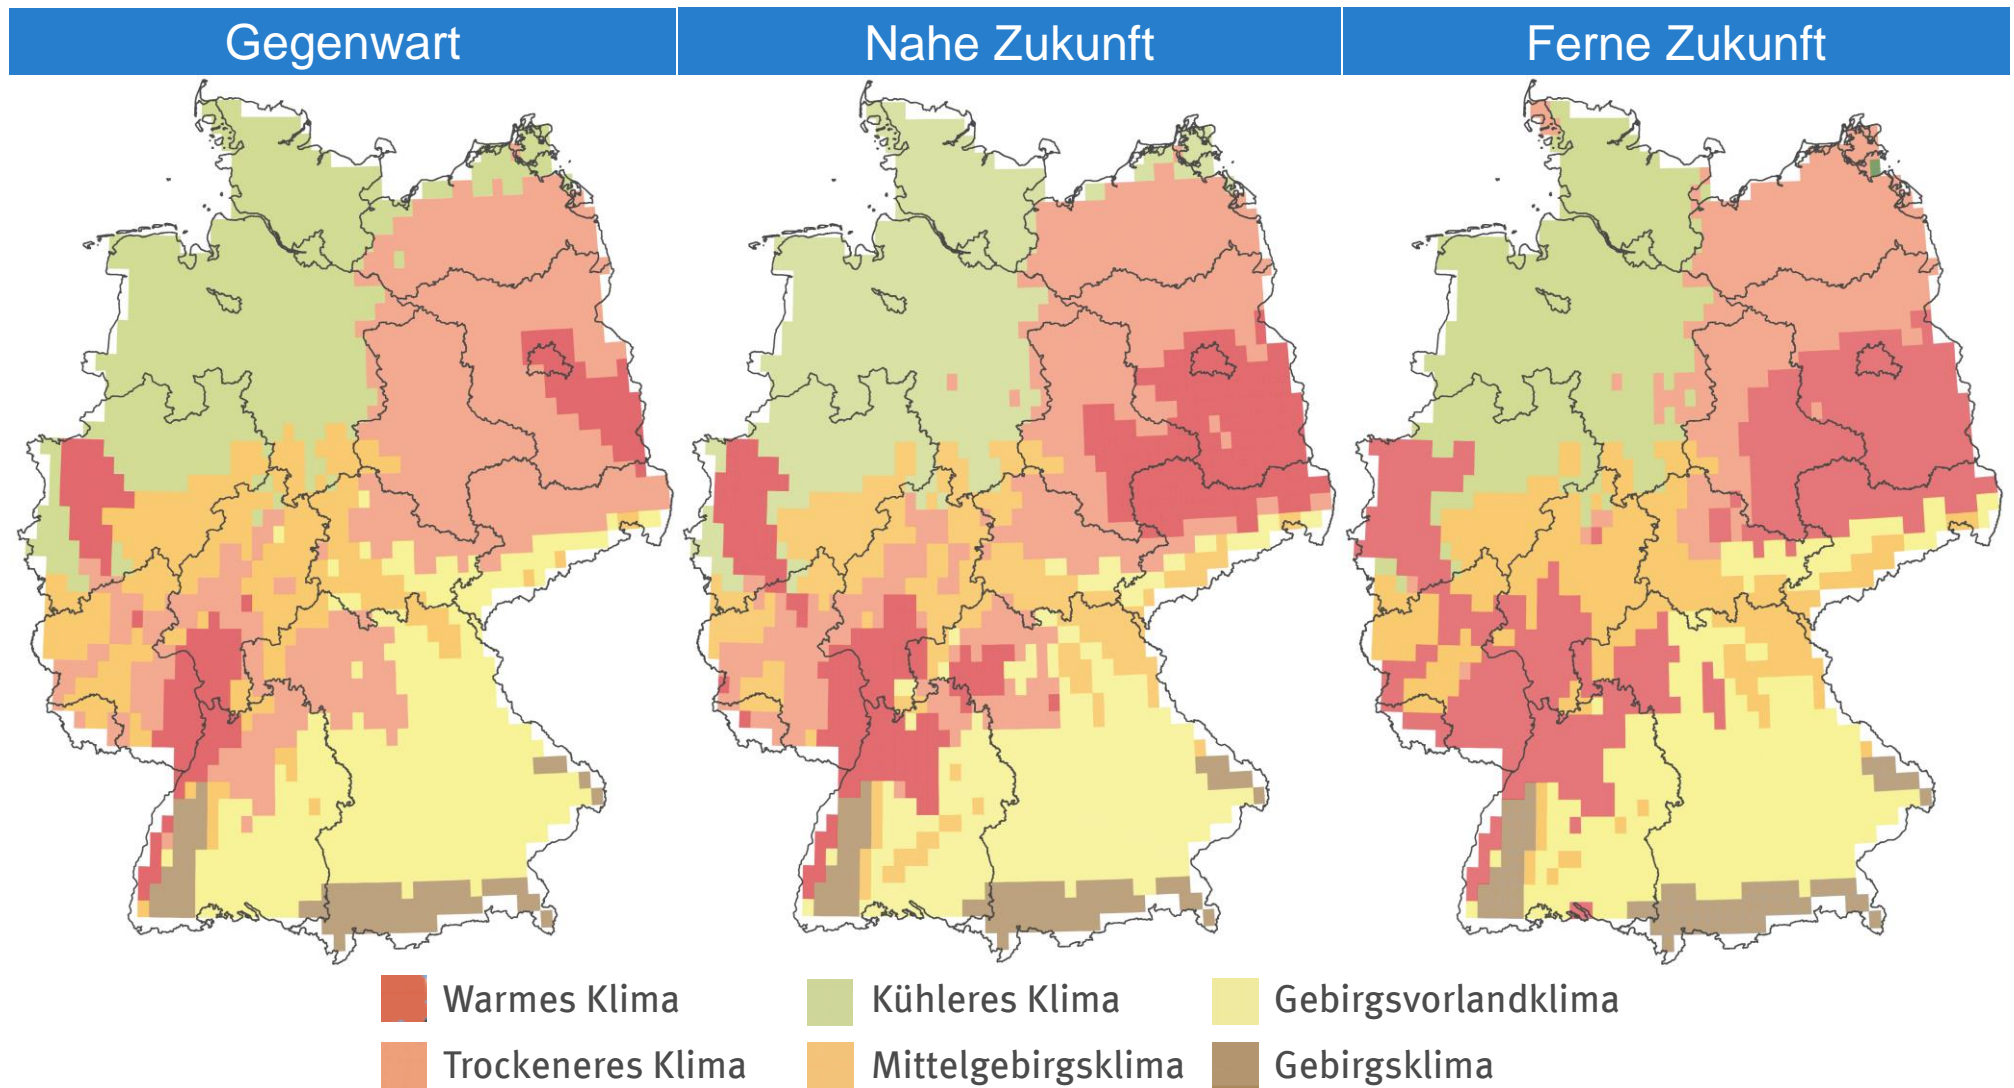 Gegenwart
Nahe Zukunft
Ferne Zukunft
Warmes Klima
Kühleres Klima
Gebirgsvorlandklima
Trockeneres Klima
Mittelgebirgsklima
Gebirgsklima